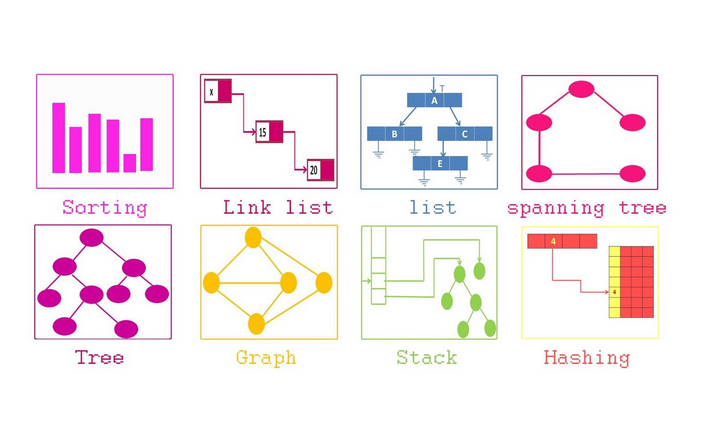 X
15
20
T
A
B
C
E
Sorting
Link list
list
spanning tree
4
4
Tree
Graph
Stack
Hashing